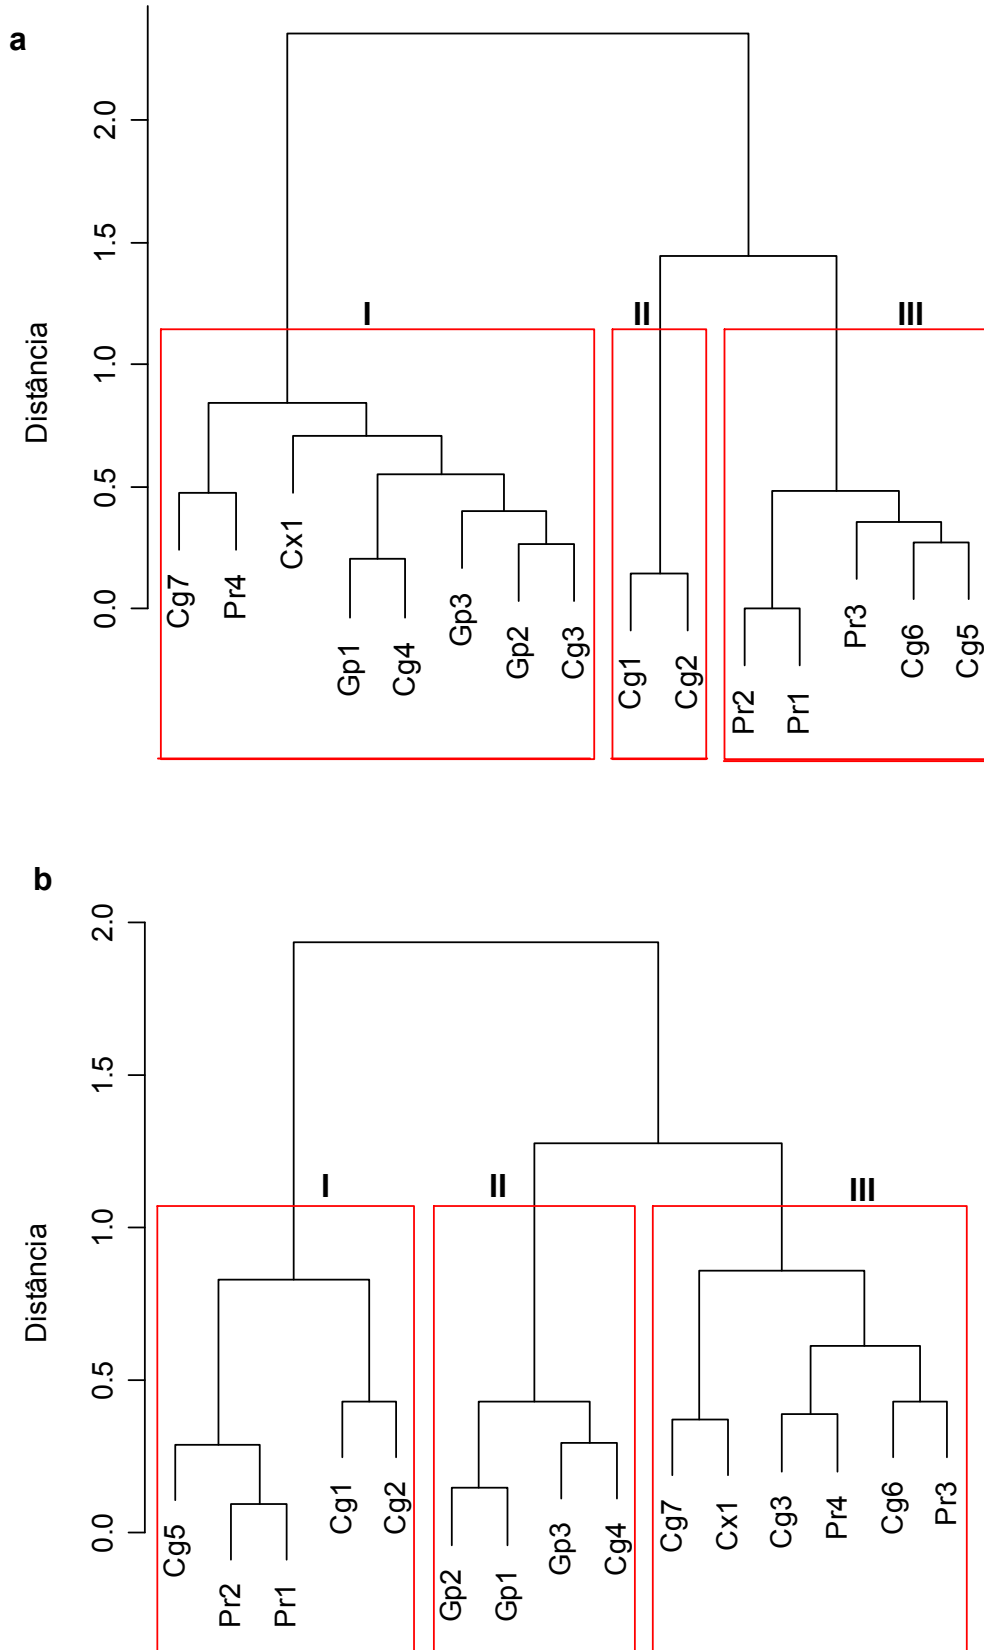 a
Distância
2.0
1.5
1.0
0.5
0.0
I
II
III
Cg7
Pr4
Cx1
Gp1
Cg4
Gp3
Gp2
Cg3
Cg1
Cg2
Pr2
Pr1
Pr3
Cg6
Cg5
b
Distância
2.0
1.5
1.0
0.5
0.0
I
II
III
Cg5
Pr2
Pr1
Cg1
Cg2
Gp2
Gp1
Gp3
Cg4
Cg7
Cx1
Cg3
Pr4
Cg6
Pr3